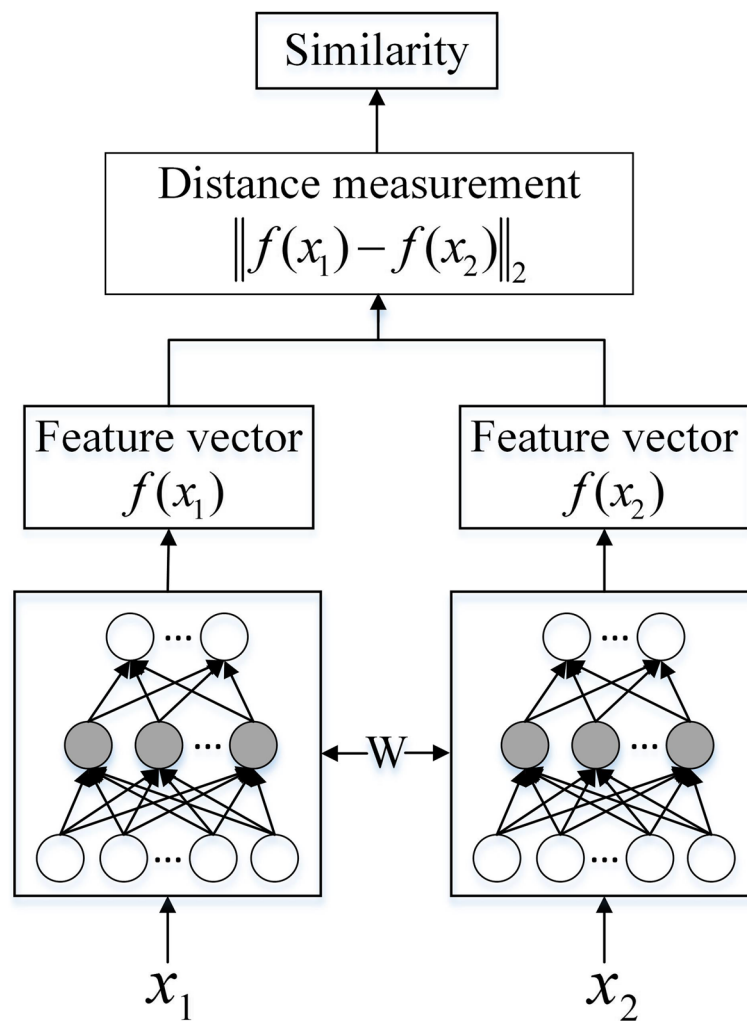 Similarity
Distance measurement
‖f(x₁)−f(x₂)‖₂
Feature vector
f(x₁)
Feature vector
f(x₂)
...
...
...
W
...
...
...
x₁
x₂